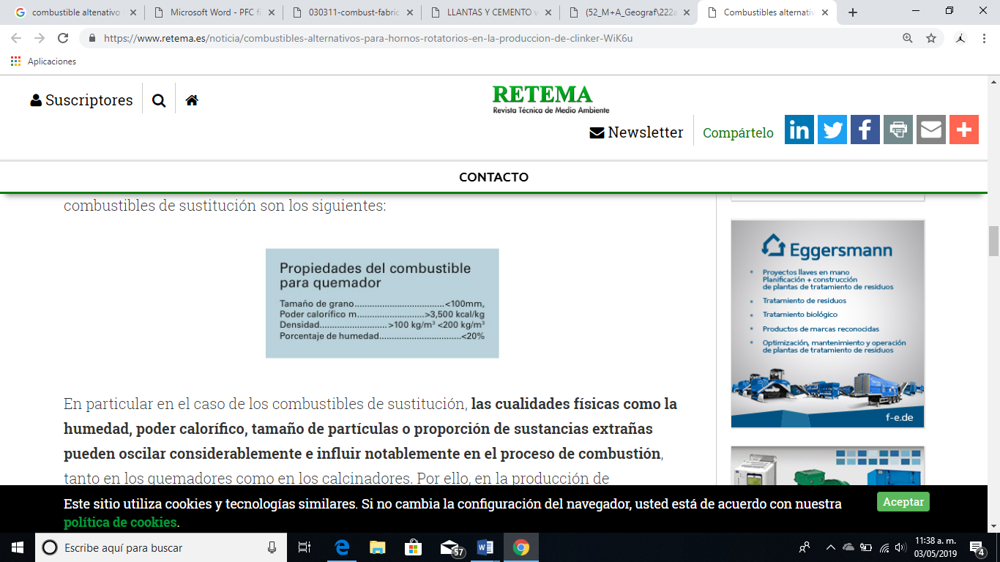 combustible altenativo
Microsoft Word - PFC fi
030311-combust-fabric
LLANTAS Y CEMENTO v
(52_M+A_Geograf\222a
Combustibles alternativ
https://www.retema.es/noticia/combustibles-alternativos-para-hornos-rotatorios-en-la-produccion-de-clinker-WiK6u
Aplicaciones
Suscriptores
RETEMA
Revista Técnica de Medio Ambiente
Newsletter
Compártelo
CONTACTO
combustibles de sustitución son los siguientes:
Propiedades del combustible
para quemador
Tamaño de grano...................................<100mm,
Poder calorífico m..........................>3,500 kcal/kg
Densidad..........................>100 kg/m³ <200 kg/m³
Porcentaje de humedad................................<20%
En particular en el caso de los combustibles de sustitución, las cualidades físicas como la
humedad, poder calorífico, tamaño de partículas o proporción de sustancias extrañas
pueden oscilar considerablemente e influir notablemente en el proceso de combustión,
tanto en los quemadores como en los calcinadores. Por ello, en la producción de
Eggersmann
Proyectos llaves en mano
Planificación + construcción
de plantas de tratamiento de residuos
Tratamiento de residuos
Tratamiento biológico
Productos de marcas reconocidas
Optimización, mantenimiento y operación
de plantas de tratamiento de residuos
f-e.de
Este sitio utiliza cookies y tecnologías similares. Si no cambia la configuración del navegador, usted está de acuerdo con nuestra
política de cookies.
Aceptar
Escribe aquí para buscar
57
11:38 a. m.
03/05/2019
4